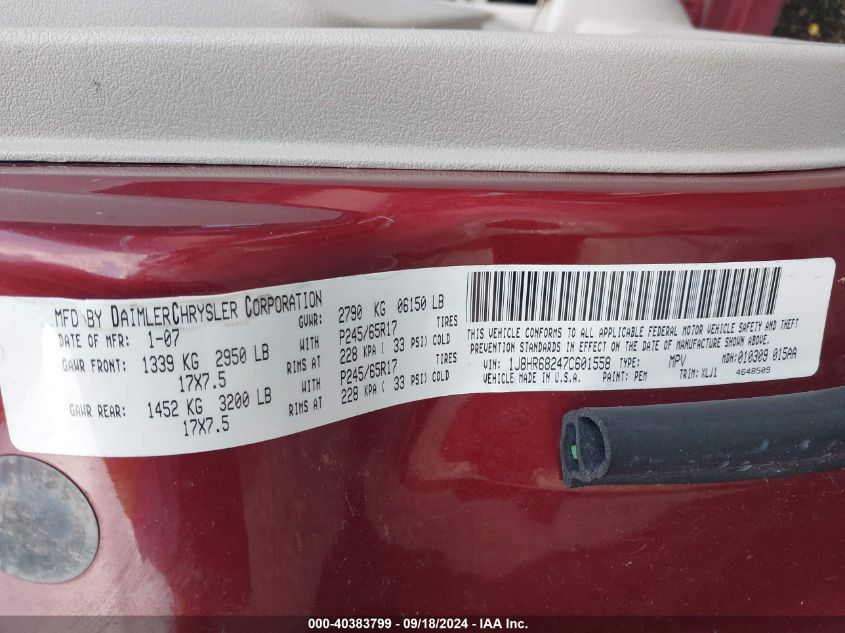 MFD BY DAIMLERCHRYSLER CORPORATION
DATE OF MFR: 1-07 GVWR: 2790 KG 06150 LB
GAWR FRONT: 1339 KG 2950 LB WITH P245/65R17 TIRES
17X7.5 RIMS AT 228 KPA ( 33 PSI) COLD
GAWR REAR: 1452 KG 3200 LB WITH P245/65R17 TIRES
17X7.5 RIMS AT 228 KPA ( 33 PSI) COLD
THIS VEHICLE CONFORMS TO ALL APPLICABLE FEDERAL MOTOR VEHICLE SAFETY AND THEFT
PREVENTION STANDARDS IN EFFECT ON THE DATE OF MANUFACTURE SHOWN ABOVE.
VIN: 1J8HR68247C601558 TYPE: MPV MDH:010309 015AA
VEHICLE MADE IN U.S.A. PAINT: PEM TRIM:XLJ1 4648509
000-40383799 - 09/18/2024 - IAA Inc.